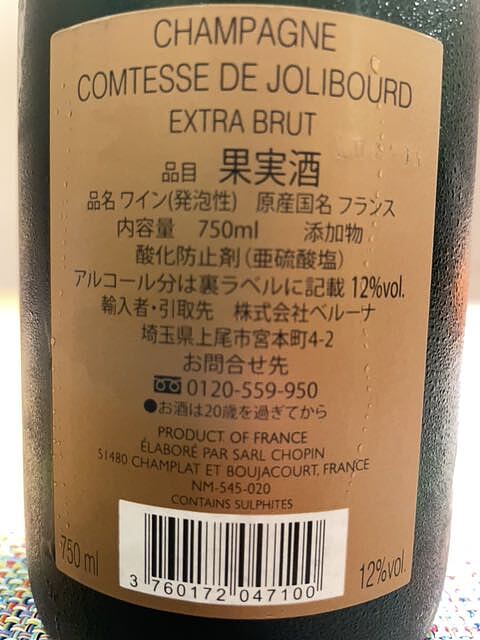 CHAMPAGNE
COMTESSE DE JOLIBOURD
EXTRA BRUT
品目 果実酒
品名 ワイン(発泡性) 原産国名 フランス
内容量 750ml 添加物
酸化防止剤(亜硫酸塩)
アルコール分は裏ラベルに記載 12%vol.
輸入者・引取先 株式会社ベルーナ
埼玉県上尾市宮本町4-2
お問合せ先
0120-559-950
●お酒は20歳を過ぎてから
PRODUCT OF FRANCE
ÉLABORÉ PAR SARL CHOPIN
51480 CHAMPLAT ET BOUJACOURT, FRANCE
NM-545-020
CONTAINS SULPHITES
750 ml
12%vol.
3 760172 047100